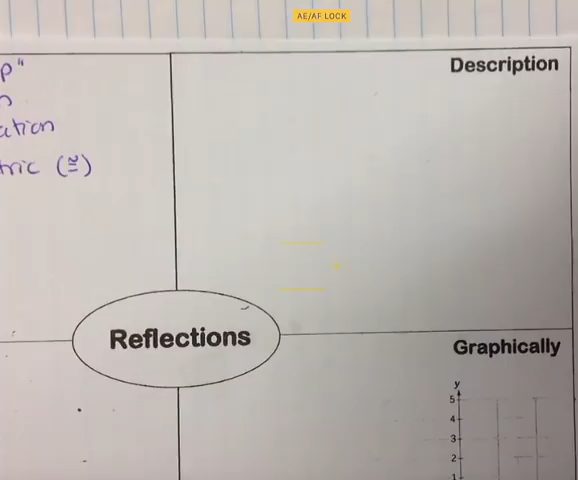 AE/AF LOCK
Description
p"
n
ation
tric (≅)
Reflections
Graphically
y
5
4
3
2
1